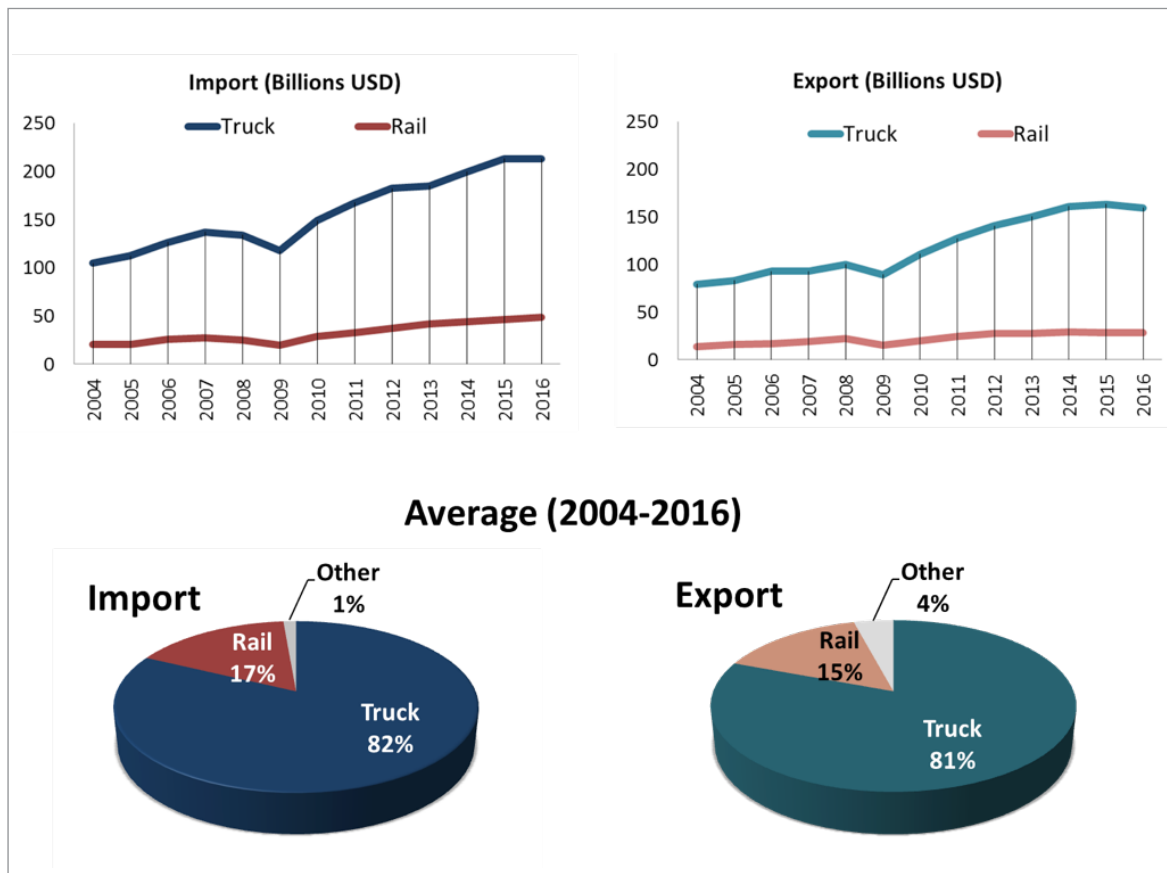 Import (Billions USD)
Truck Rail
250
200
150
100
50
0
2004 2005 2006 2007 2008 2009 2010 2011 2012 2013 2014 2015 2016
Export (Billions USD)
Truck Rail
250
200
150
100
50
0
2004 2005 2006 2007 2008 2009 2010 2011 2012 2013 2014 2015 2016
Average (2004-2016)
Import
Other
1%
Rail
17%
Truck
82%
Export
Other
4%
Rail
15%
Truck
81%